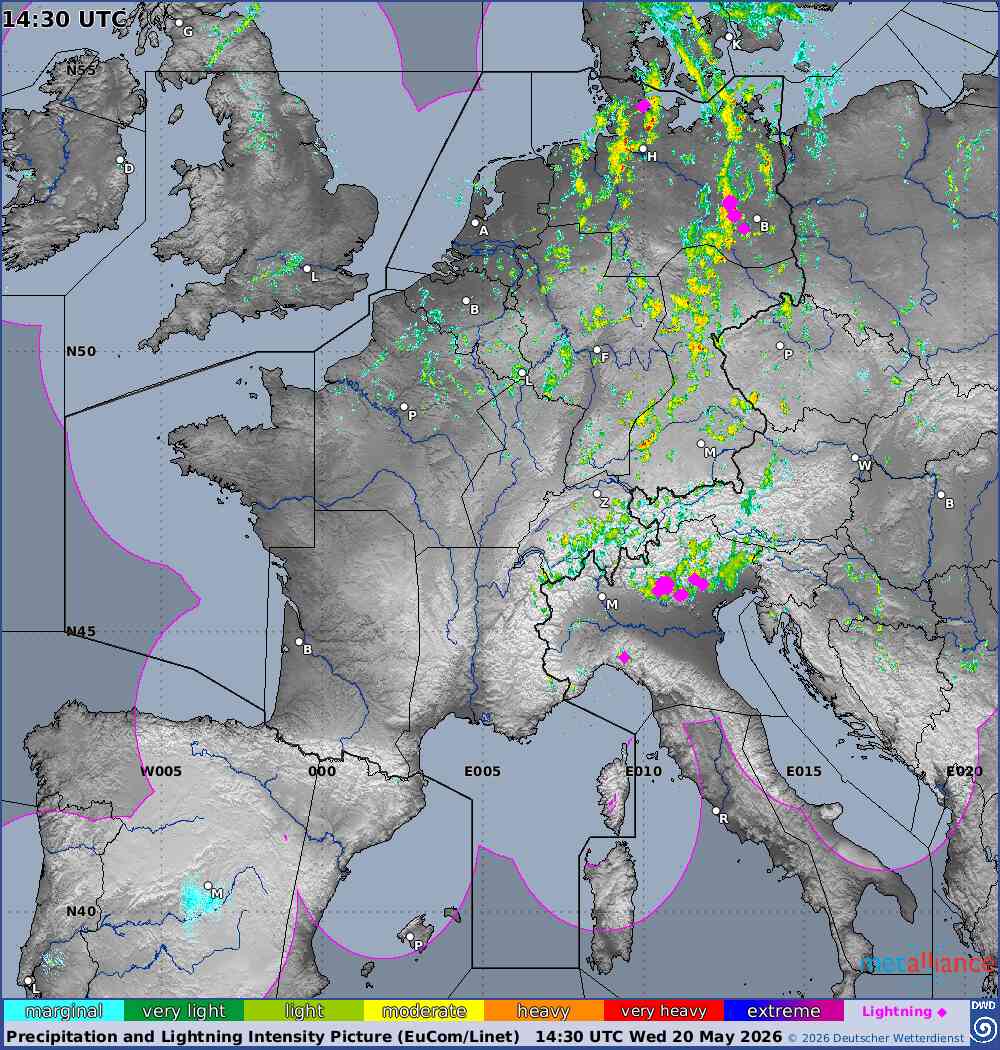 14:30 UTC
G
K
N55
D
H
A
B
L
B
N50
F
P
L
P
M
W
Z
B
M
N45
B
W005
000
E005
E010
E015
E020
R
M
N40
P
L
metalliance
marginal very light light moderate heavy very heavy extreme Lightning
DWD
Precipitation and Lightning Intensity Picture (EuCom/Linet) 14:30 UTC Wed 20 May 2026 © 2026 Deutscher Wetterdienst